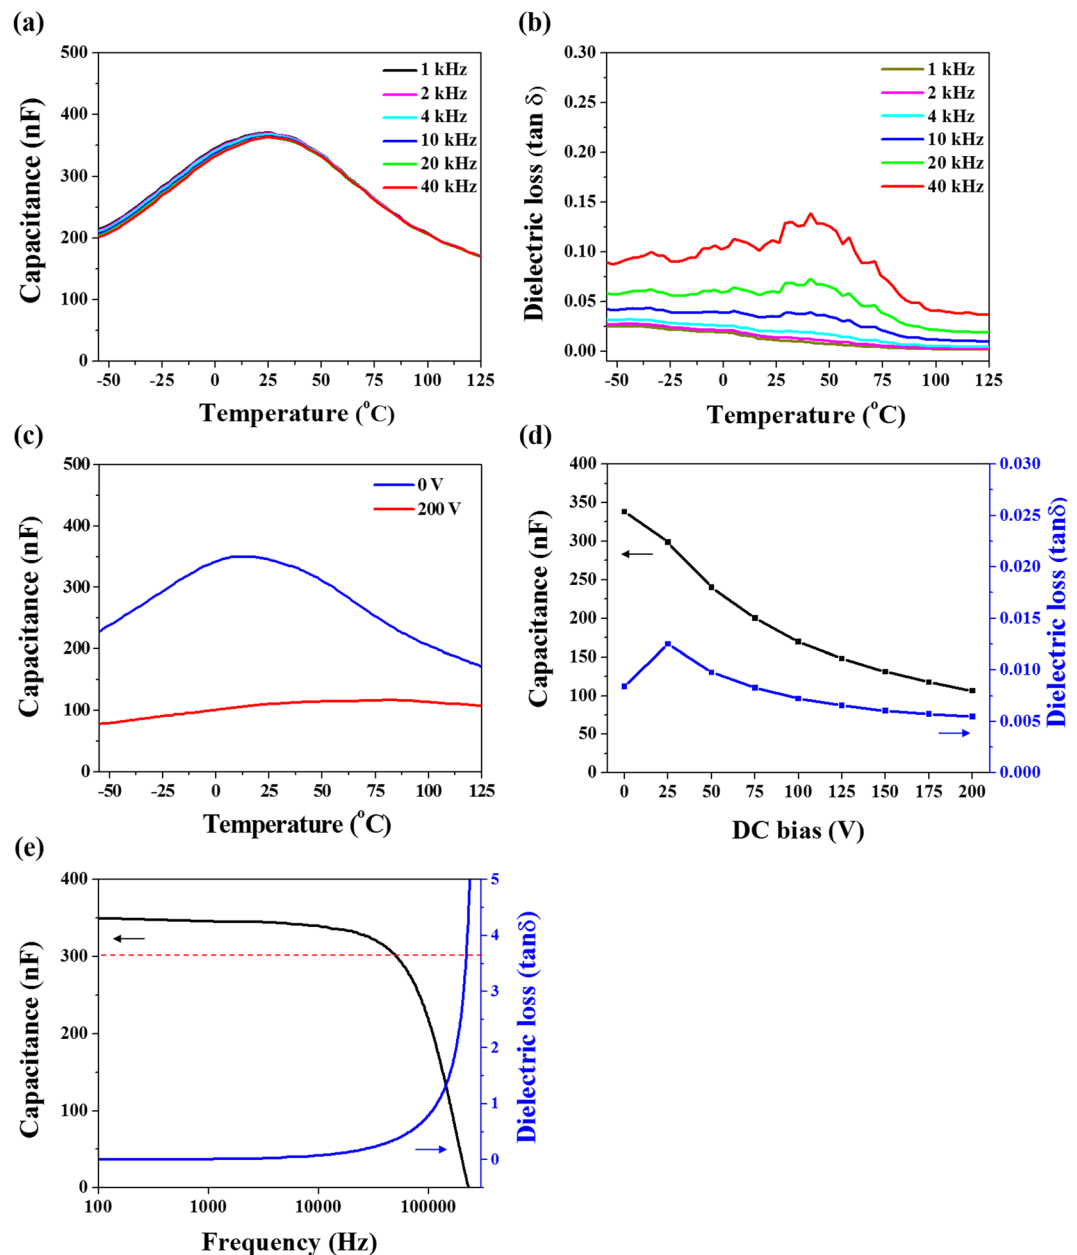 (a)
500
400
300
200
100
0
Capacitance (nF)
1 kHz
2 kHz
4 kHz
10 kHz
20 kHz
40 kHz
-50 -25 0 25 50 75 100 125
Temperature (°C)
(b)
0.30
0.25
0.20
0.15
0.10
0.05
0.00
Dielectric loss (tan δ)
1 kHz
2 kHz
4 kHz
10 kHz
20 kHz
40 kHz
-50 -25 0 25 50 75 100 125
Temperature (°C)
(c)
500
400
300
200
100
0
Capacitance (nF)
0 V
200 V
-50 -25 0 25 50 75 100 125
Temperature (°C)
(d)
400
350
300
250
200
150
100
50
0
Capacitance (nF)
0.030
0.025
0.020
0.015
0.010
0.005
0.000
Dielectric loss (tanδ)
0 25 50 75 100 125 150 175 200
DC bias (V)
(e)
400
300
200
100
0
Capacitance (nF)
5
4
3
2
1
0
Dielectric loss (tanδ)
100 1000 10000 100000
Frequency (Hz)